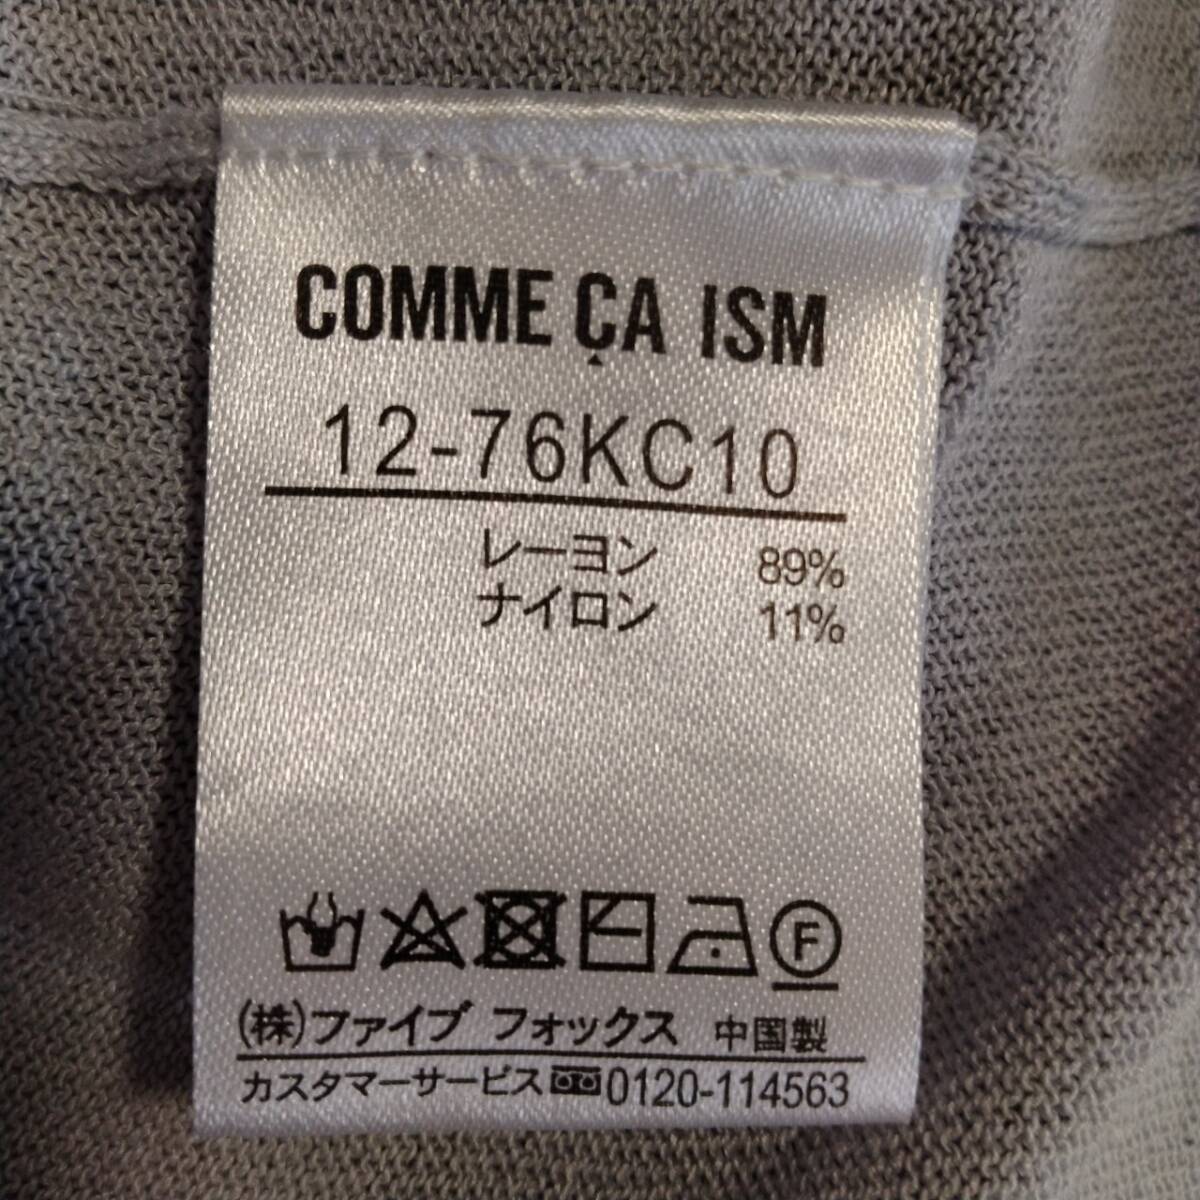 COMME ÇA ISM
12-76KC10
レーヨン 89%
ナイロン 11%
F
(株)ファイブ フォックス 中国製
カスタマーサービス 0120-114563